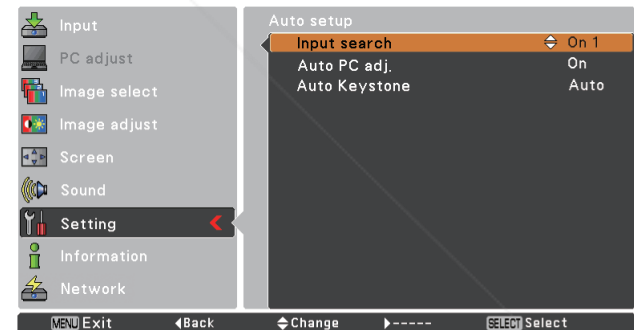 Input
PC adjust
Image select
Image adjust
Screen
Sound
Setting
Information
Network
Auto setup
Input search On 1
Auto PC adj. On
Auto Keystone Auto
MENU Exit Back Change ----- SELECT Select